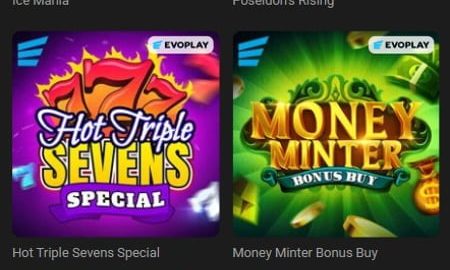 Ice Mania
Poseidon's Rising
EVOPLAY
777
Hot Triple
SEVENS
SPECIAL
EVOPLAY
MONEY
MINTER
BONUS BUY
Hot Triple Sevens Special
Money Minter Bonus Buy